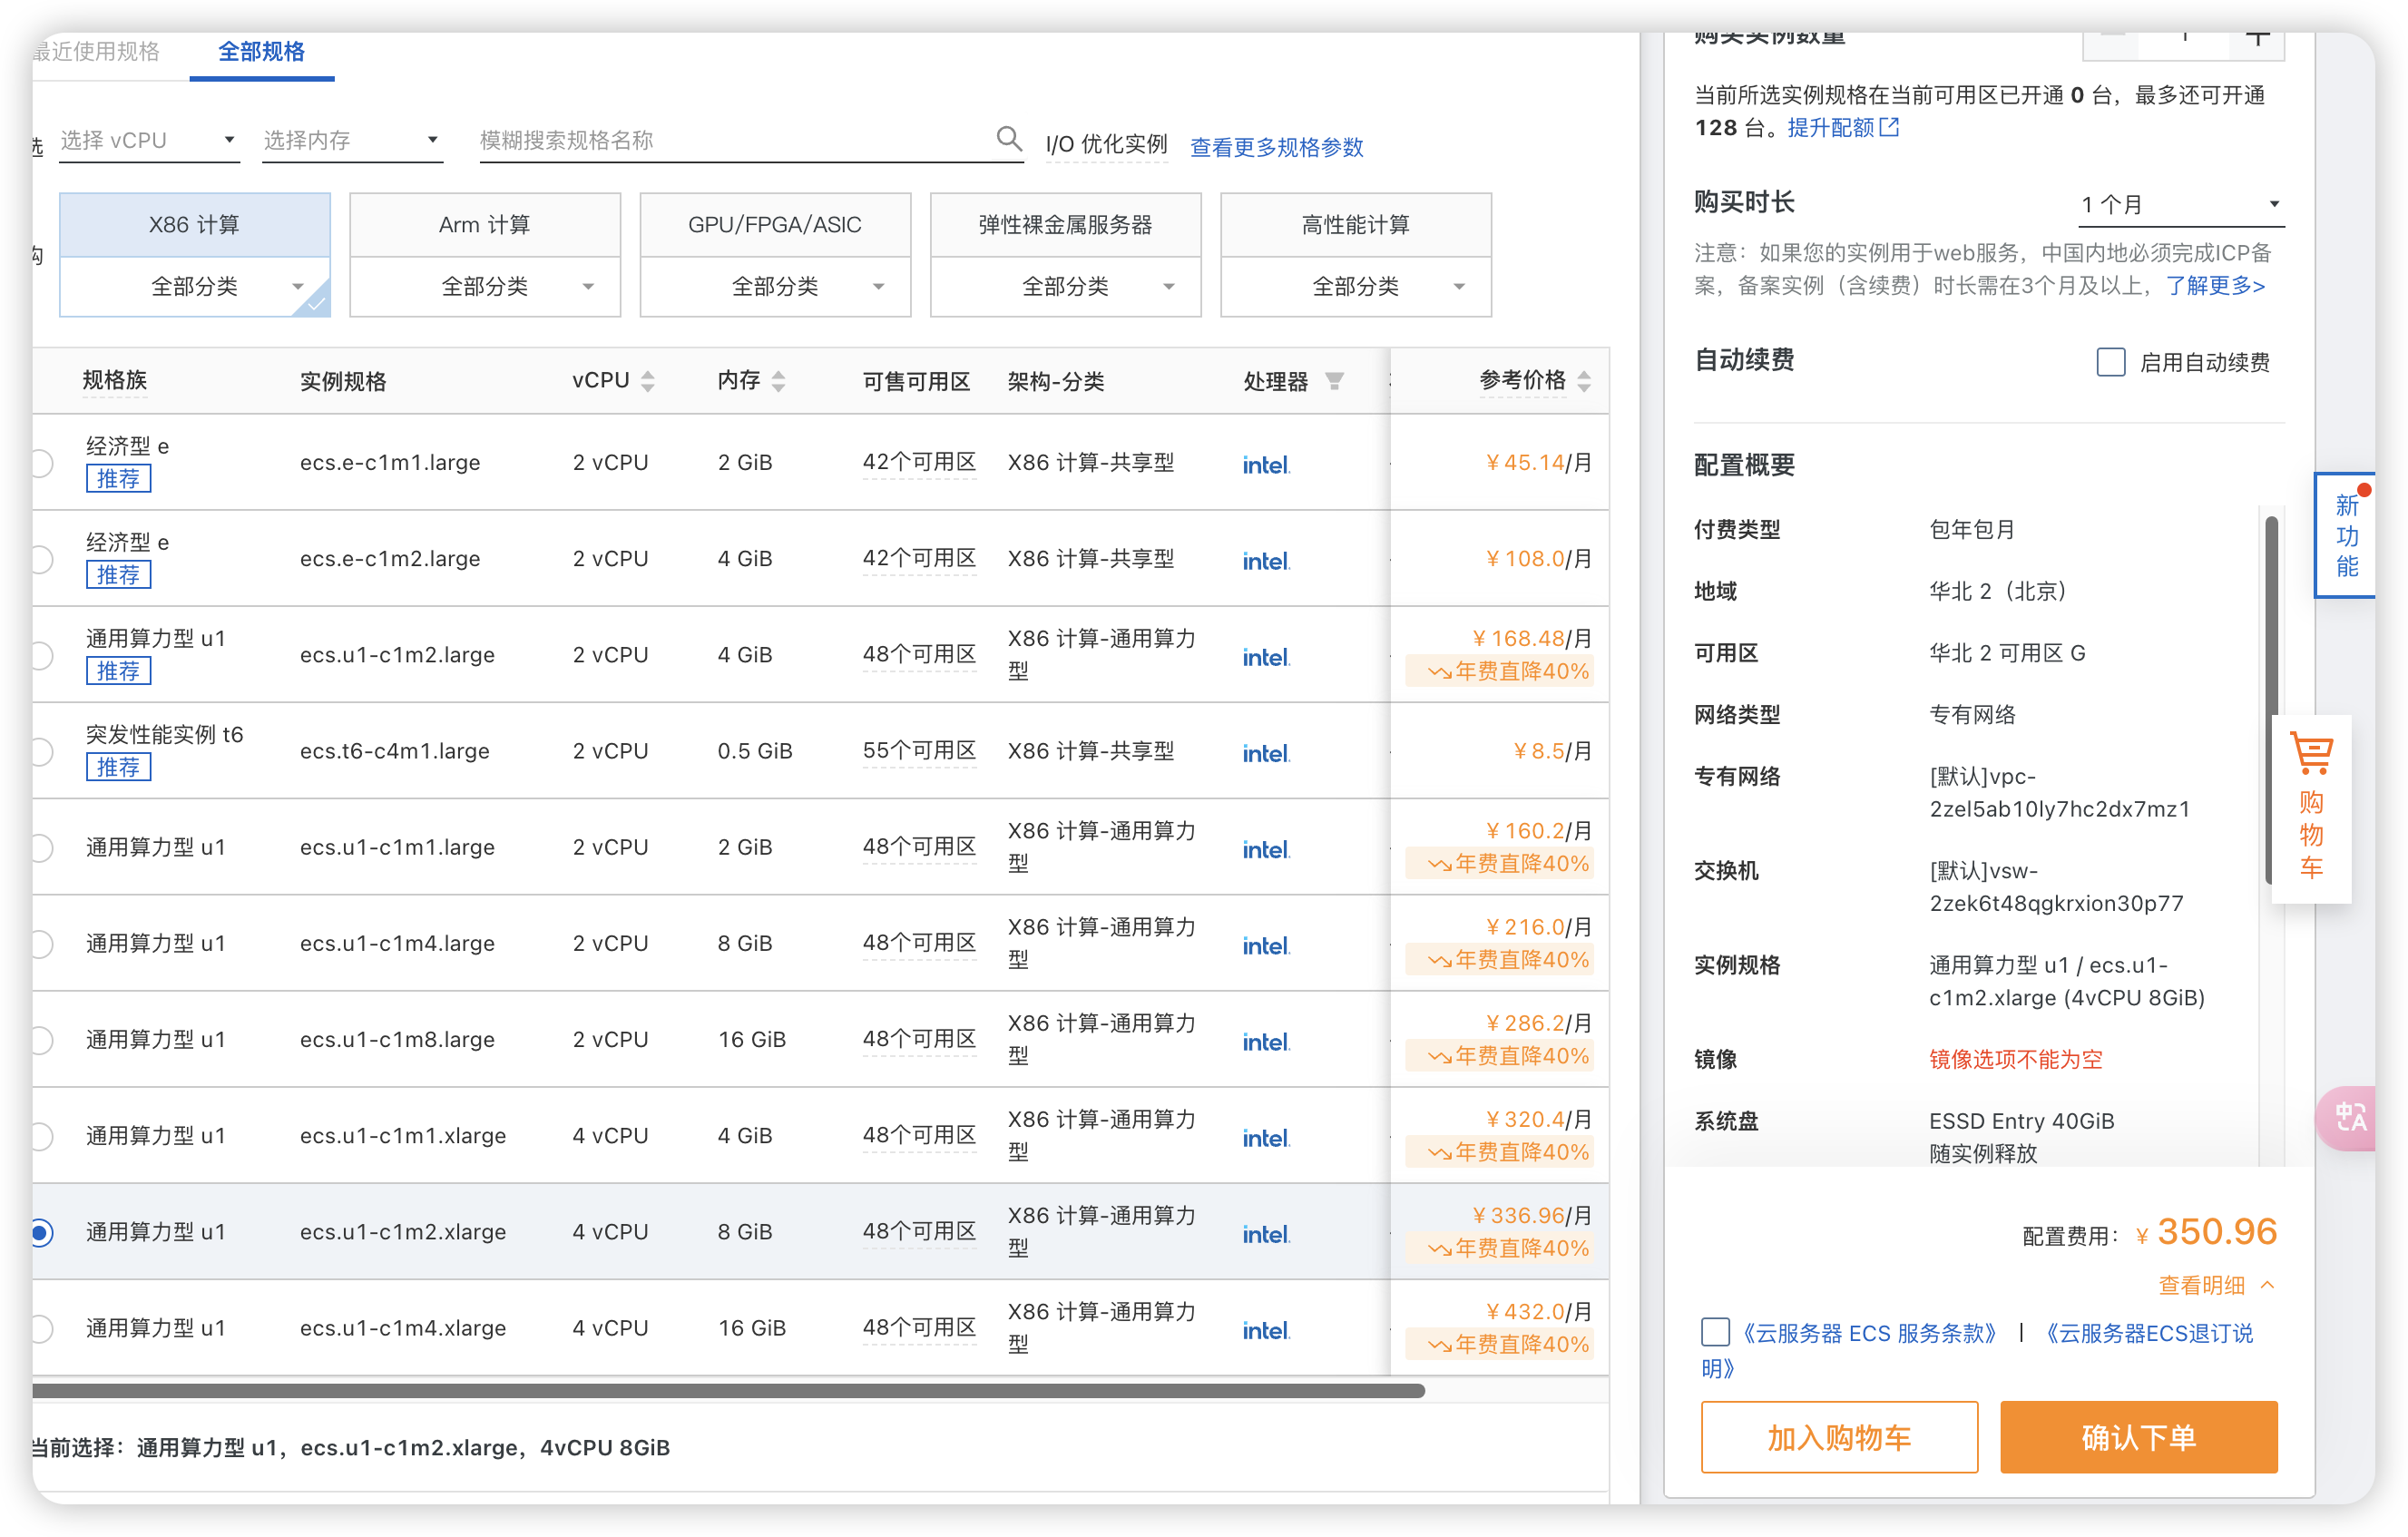 最近使用规格
全部规格
选
选择 vCPU
选择内存
模糊搜索规格名称
I/O 优化实例
查看更多规格参数
构
X86 计算
Arm 计算
GPU/FPGA/ASIC
弹性裸金属服务器
高性能计算
全部分类
全部分类
全部分类
全部分类
全部分类
规格族 实例规格 vCPU 内存 可售可用区 架构-分类 处理器 参考价格
经济型 e
推荐
ecs.e-c1m1.large 2 vCPU 2 GiB 42个可用区 X86 计算-共享型 intel. ¥45.14/月
经济型 e
推荐
ecs.e-c1m2.large 2 vCPU 4 GiB 42个可用区 X86 计算-共享型 intel. ¥108.0/月
通用算力型 u1
推荐
ecs.u1-c1m2.large 2 vCPU 4 GiB 48个可用区 X86 计算-通用算力
型
intel. ¥168.48/月
年费直降40%
突发性能实例 t6
推荐
ecs.t6-c4m1.large 2 vCPU 0.5 GiB 55个可用区 X86 计算-共享型 intel. ¥8.5/月
通用算力型 u1 ecs.u1-c1m1.large 2 vCPU 2 GiB 48个可用区 X86 计算-通用算力
型
intel. ¥160.2/月
年费直降40%
通用算力型 u1 ecs.u1-c1m4.large 2 vCPU 8 GiB 48个可用区 X86 计算-通用算力
型
intel. ¥216.0/月
年费直降40%
通用算力型 u1 ecs.u1-c1m8.large 2 vCPU 16 GiB 48个可用区 X86 计算-通用算力
型
intel. ¥286.2/月
年费直降40%
通用算力型 u1 ecs.u1-c1m1.xlarge 4 vCPU 4 GiB 48个可用区 X86 计算-通用算力
型
intel. ¥320.4/月
年费直降40%
通用算力型 u1 ecs.u1-c1m2.xlarge 4 vCPU 8 GiB 48个可用区 X86 计算-通用算力
型
intel. ¥336.96/月
年费直降40%
通用算力型 u1 ecs.u1-c1m4.xlarge 4 vCPU 16 GiB 48个可用区 X86 计算-通用算力
型
intel. ¥432.0/月
年费直降40%
当前选择：通用算力型 u1，ecs.u1-c1m2.xlarge，4vCPU 8GiB
购买实例数量
1
当前所选实例规格在当前可用区已开通 0 台，最多还可开通
128 台。提升配额
购买时长
1 个月
注意：如果您的实例用于web服务，中国内地必须完成ICP备
案，备案实例（含续费）时长需在3个月及以上，了解更多>
自动续费
启用自动续费
配置概要
付费类型 包年包月
地域 华北 2（北京）
可用区 华北 2 可用区 G
网络类型 专有网络
专有网络 [默认]vpc-
2zel5ab10ly7hc2dx7mz1
交换机 [默认]vsw-
2zek6t48qgkrxion30p77
实例规格 通用算力型 u1 / ecs.u1-
c1m2.xlarge (4vCPU 8GiB)
镜像 镜像选项不能为空
系统盘 ESSD Entry 40GiB
随实例释放
配置费用：¥ 350.96
查看明细
《云服务器 ECS 服务条款》 | 《云服务器ECS退订说
明》
加入购物车
确认下单
新
功
能
购
物
车
中A